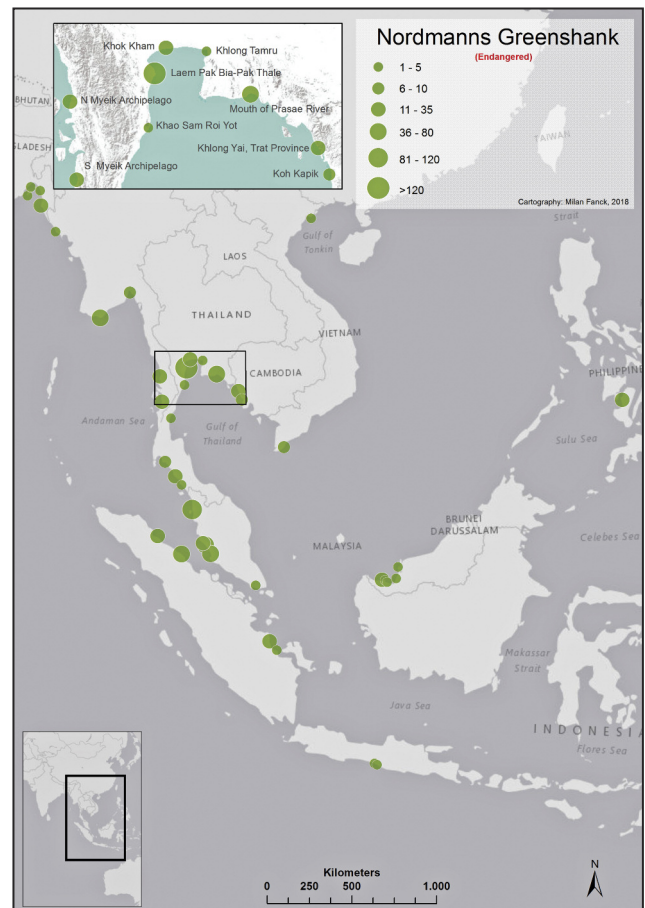 Nordmanns Greenshank
(Endangered)
1 - 5
6 - 10
11 - 35
36 - 80
81 - 120
>120
Cartography: Milan Fanck, 2018
Khok Kham
Khlong Tamru
Laem Pak Bia-Pak Thale
N Myeik Archipelago
Mouth of Prasae River
Khao Sam Roi Yot
Khlong Yai, Trat Province
S Myeik Archipelago
Koh Kapik
BHUTAN
GLADESH
TAIWAN
Strait
Gulf of
Tonkin
LAOS
THAILAND
VIETNAM
CAMBODIA
PHILIPPINE
Andaman Sea
Gulf of
Thailand
Sulu Sea
BRUNEI
DARUSSALAM
MALAYSIA
Celebes Sea
Makassar
Strait
Java Sea
INDONESIA
Flores Sea
Kilometers
0 250 500 1.000
N